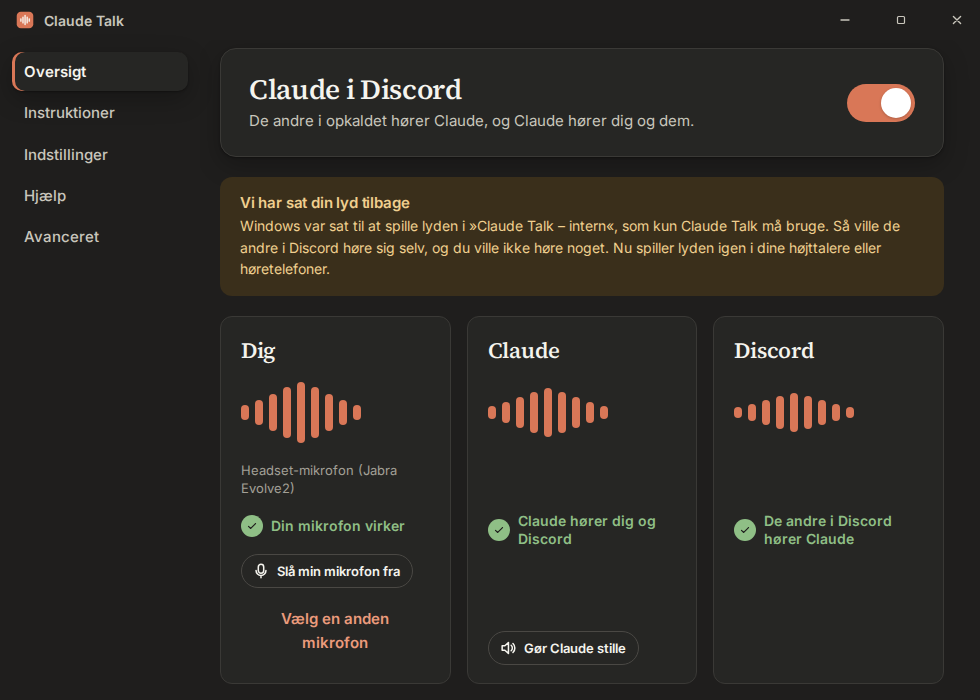 Claude Talk
Oversigt
Instruktioner
Indstillinger
Hjælp
Avanceret
Claude i Discord
De andre i opkaldet hører Claude, og Claude hører dig og dem.
Vi har sat din lyd tilbage
Windows var sat til at spille lyden i »Claude Talk – intern«, som kun Claude Talk må bruge. Så ville de
andre i Discord høre sig selv, og du ville ikke høre noget. Nu spiller lyden igen i dine højttalere eller
høretelefoner.
Dig
Headset-mikrofon (Jabra
Evolve2)
Din mikrofon virker
Slå min mikrofon fra
Vælg en anden
mikrofon
Claude
Claude hører dig og
Discord
Gør Claude stille
Discord
De andre i Discord
hører Claude